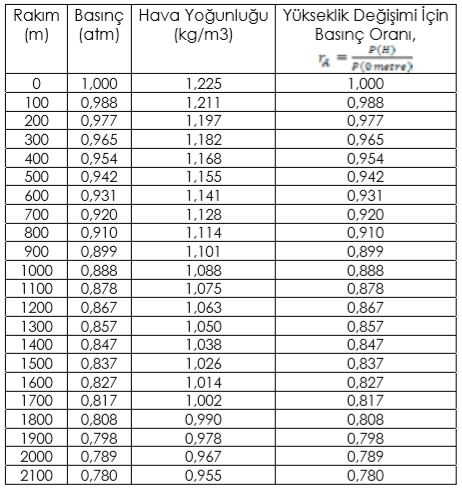 Rakım (m) Basınç (atm) Hava Yoğunluğu (kg/m3) Yükseklik Değişimi İçin Basınç Oranı, r_A = P(H) / P(0 metre)
0 1,000 1,225 1,000
100 0,988 1,211 0,988
200 0,977 1,197 0,977
300 0,965 1,182 0,965
400 0,954 1,168 0,954
500 0,942 1,155 0,942
600 0,931 1,141 0,931
700 0,920 1,128 0,920
800 0,910 1,114 0,910
900 0,899 1,101 0,899
1000 0,888 1,088 0,888
1100 0,878 1,075 0,878
1200 0,867 1,063 0,867
1300 0,857 1,050 0,857
1400 0,847 1,038 0,847
1500 0,837 1,026 0,837
1600 0,827 1,014 0,827
1700 0,817 1,002 0,817
1800 0,808 0,990 0,808
1900 0,798 0,978 0,798
2000 0,789 0,967 0,789
2100 0,780 0,955 0,780